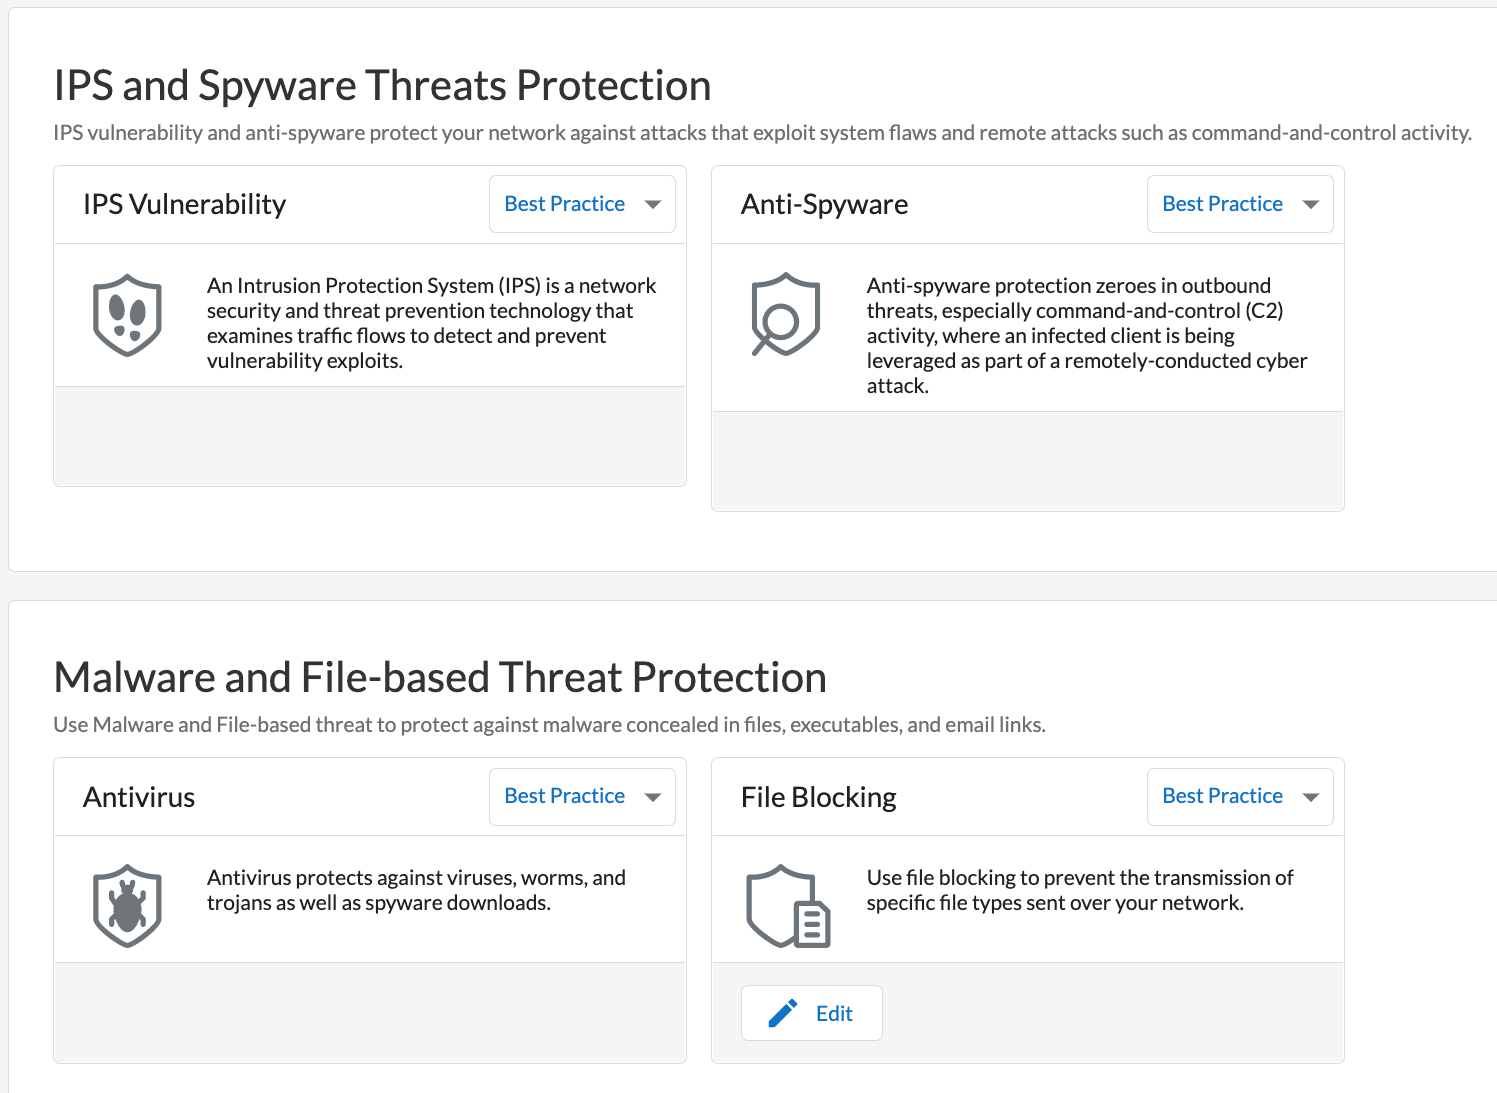 IPS and Spyware Threats Protection
IPS vulnerability and anti-spyware protect your network against attacks that exploit system flaws and remote attacks such as command-and-control activity.
IPS Vulnerability
Best Practice
An Intrusion Protection System (IPS) is a network
security and threat prevention technology that
examines traffic flows to detect and prevent
vulnerability exploits.
Anti-Spyware
Best Practice
Anti-spyware protection zeroes in outbound
threats, especially command-and-control (C2)
activity, where an infected client is being
leveraged as part of a remotely-conducted cyber
attack.
Malware and File-based Threat Protection
Use Malware and File-based threat to protect against malware concealed in files, executables, and email links.
Antivirus
Best Practice
Antivirus protects against viruses, worms, and
trojans as well as spyware downloads.
File Blocking
Best Practice
Use file blocking to prevent the transmission of
specific file types sent over your network.
Edit